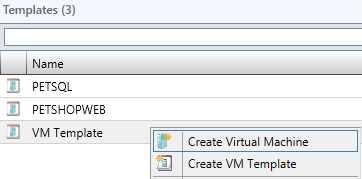 Templates (3)
Name
PETSQL
PETSHOPWEB
VM Template
Create Virtual Machine
Create VM Template